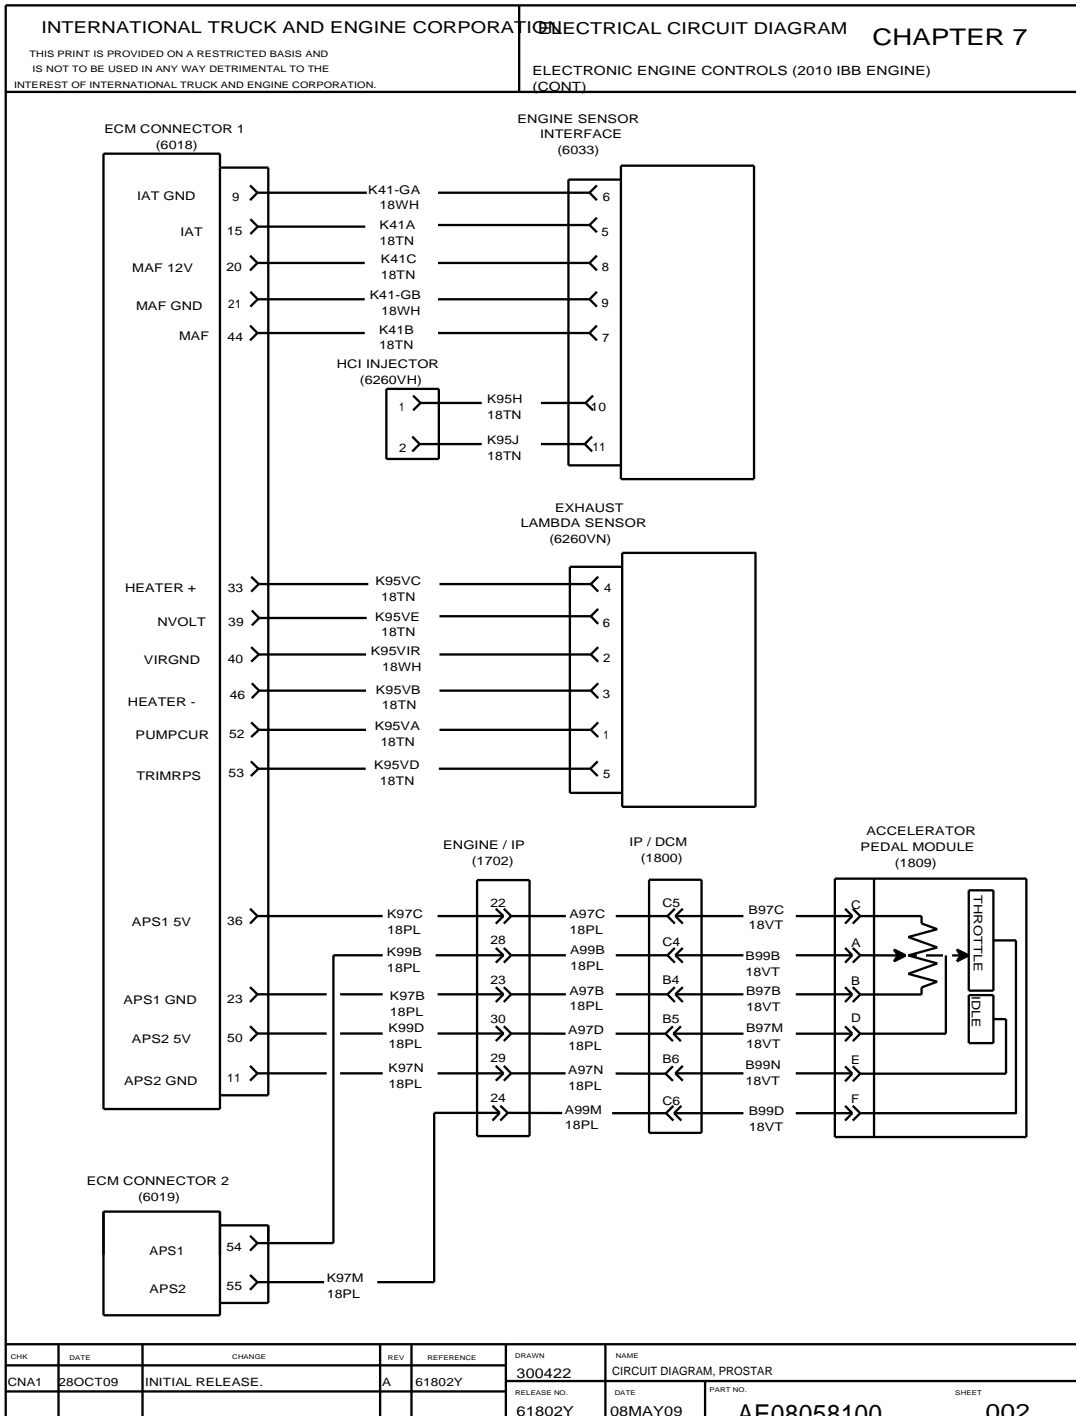 INTERNATIONAL TRUCK AND ENGINE CORPORATION
ELECTRICAL CIRCUIT DIAGRAM
CHAPTER 7
THIS PRINT IS PROVIDED ON A RESTRICTED BASIS AND
IS NOT TO BE USED IN ANY WAY DETRIMENTAL TO THE
INTEREST OF INTERNATIONAL TRUCK AND ENGINE CORPORATION.
ELECTRONIC ENGINE CONTROLS (2010 IBB ENGINE)
(CONT)
ECM CONNECTOR 1
(6018)
ENGINE SENSOR
INTERFACE
(6033)
IAT GND 9 K41-GA 6
18WH
IAT 15 K41A 5
18TN
MAF 12V 20 K41C 8
18TN
MAF GND 21 K41-GB 9
18WH
MAF 44 K41B 7
18TN
HCI INJECTOR
(6260VH)
1 K95H 10
18TN
2 K95J 11
18TN
EXHAUST
LAMBDA SENSOR
(6260VN)
HEATER + 33 K95VC 4
18TN
NVOLT 39 K95VE 6
18TN
VIRGND 40 K95VIR 2
18WH
HEATER - 46 K95VB 3
18TN
PUMPCUR 52 K95VA 1
18TN
TRIMRPS 53 K95VD 5
18TN
ENGINE / IP
(1702)
IP / DCM
(1800)
ACCELERATOR
PEDAL MODULE
(1809)
APS1 5V 36 K97C 22 A97C C5 B97C C
18PL 18PL 18VT
K99B 28 A99B C4 B99B A
18PL 18PL 18VT
APS1 GND 23 K97B 23 A97B B4 B97B B
18PL 18PL 18VT
APS2 5V 50 K99D 30 A97D B5 B97M D
18PL 18PL 18VT
APS2 GND 11 K97N 29 A97N B6 B99N E
18PL 18PL 18VT
24 A99M C6 B99D F
18PL 18VT
THROTTLE
IDLE
ECM CONNECTOR 2
(6019)
APS1 54
APS2 55 K97M
18PL
CHK DATE CHANGE REV REFERENCE
CNA1 28OCT09 INITIAL RELEASE. A 61802Y
DRAWN
300422
NAME
CIRCUIT DIAGRAM, PROSTAR
RELEASE NO.
61802Y
DATE
08MAY09
PART NO.
AE08058100
SHEET
002